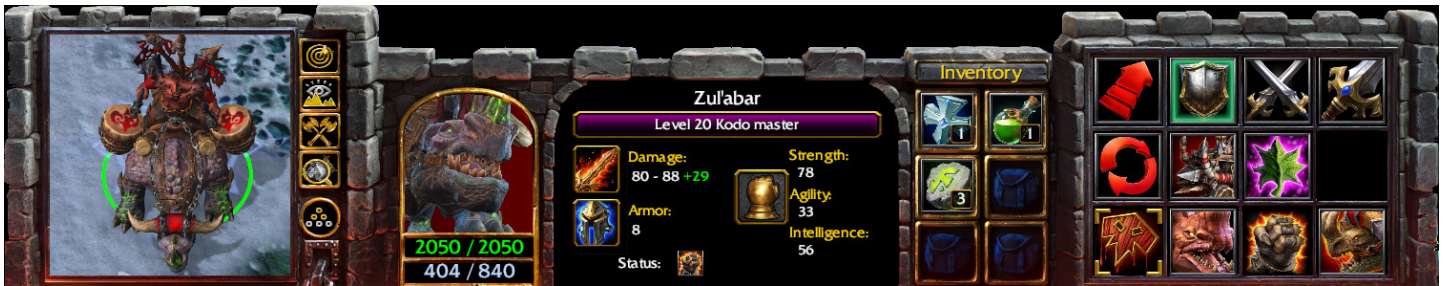 Zul'abar
Level 20 Kodo master
Damage:
80 - 88 +29
Armor:
8
Status:
Strength:
78
Agility:
33
Intelligence:
56
2050 / 2050
404 / 840
Inventory
1
1
3